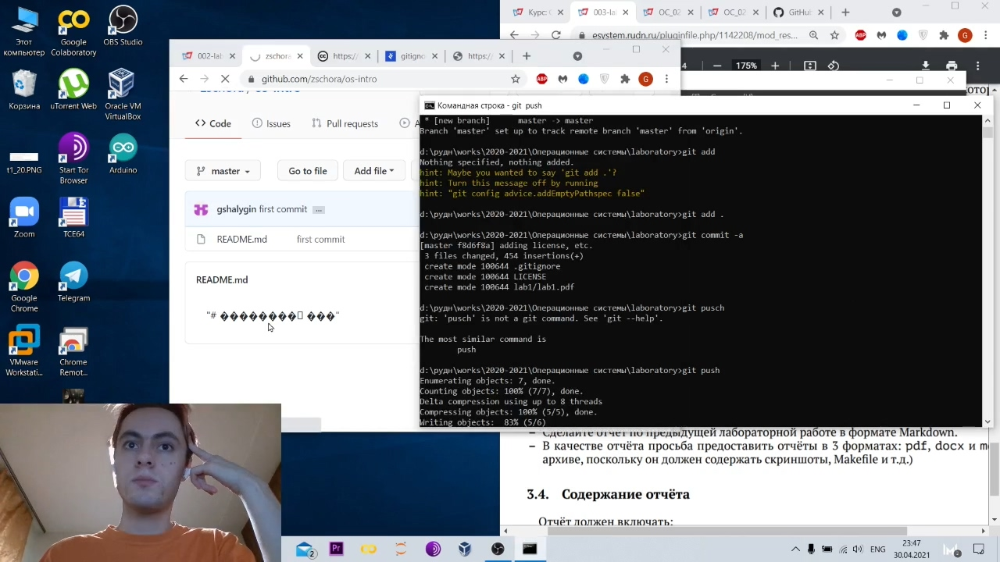 Этот
компьютер
Google
Colaboratory
OBS Studio
Корзина
uTorrent Web
Oracle VM
VirtualBox
t1_20.PNG
Start Tor
Browser
Arduino
Zoom
TCE64
Google
Chrome
Telegram
VMware
Workstati...
Chrome
Remot...
002-lab
zschora
https://
gitigno
https:/
github.com/zschora/os-intro
Code
Issues
Pull requests
master
Go to file
Add file
gshalygin first commit ...
README.md first commit
README.md
"# ��������� ���"
Курс
003-lab
ЛС_02
ОС_02
GitHub
esystem.rudn.ru/pluginfile.php/1142208/mod_res...
4
175%
Командная строка - git push
* [new branch] master -> master
Branch 'master' set up to track remote branch 'master' from 'origin'.
d:\рудн\works\2020-2021\Операционные системы\laboratory>git add
Nothing specified, nothing added.
hint: Maybe you wanted to say 'git add .'?
hint: Turn this message off by running
hint: "git config advice.addEmptyPathspec false"
d:\рудн\works\2020-2021\Операционные системы\laboratory>git add .
d:\рудн\works\2020-2021\Операционные системы\laboratory>git commit -a
[master f8d6f8a] adding license, etc.
3 files changed, 454 insertions(+)
create mode 100644 .gitignore
create mode 100644 LICENSE
create mode 100644 lab1/lab1.pdf
d:\рудн\works\2020-2021\Операционные системы\laboratory>git pusch
git: 'pusch' is not a git command. See 'git --help'.
The most similar command is
push
d:\рудн\works\2020-2021\Операционные системы\laboratory>git push
Enumerating objects: 7, done.
Counting objects: 100% (7/7), done.
Delta compression using up to 8 threads
Compressing objects: 100% (5/5), done.
Writing objects: 83% (5/6)
– Сделайте отчёт по предыдущей лабораторной работе в формате Markdown.
– В качестве отчёта просьба предоставить отчёты в 3 форматах: pdf, docx и m
архиве, поскольку он должен содержать скриншоты, Makefile и т.д.)
3.4. Содержание отчёта
Отчёт должен включать:
ENG
23:47
30.04.2021